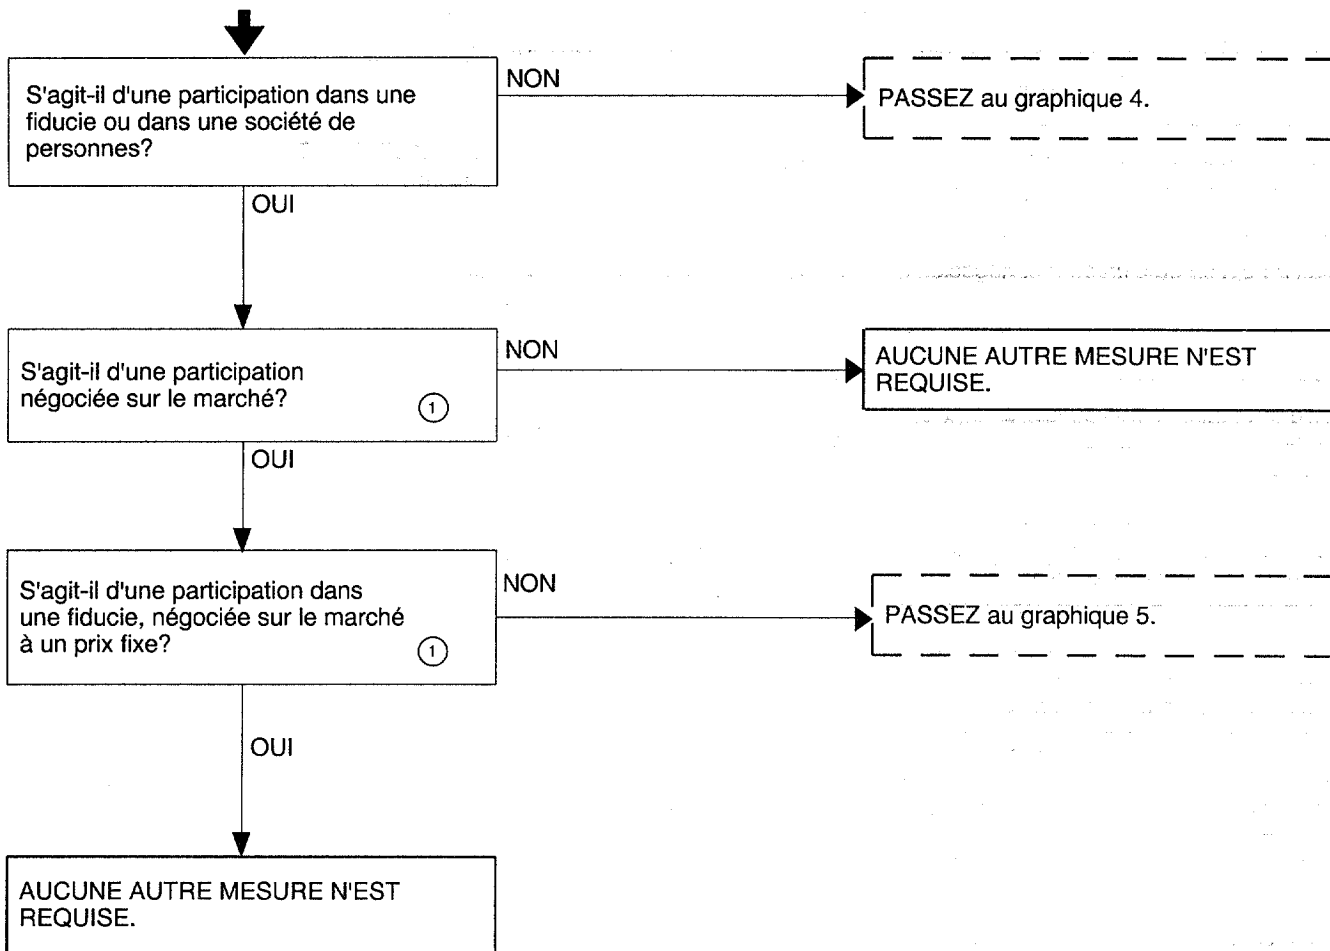 S'agit-il d'une participation dans une
fiducie ou dans une société de
personnes?
NON
PASSEZ au graphique 4.
OUI
S'agit-il d'une participation
négociée sur le marché?
1
NON
AUCUNE AUTRE MESURE N'EST
REQUISE.
OUI
S'agit-il d'une participation dans
une fiducie, négociée sur le marché
à un prix fixe?
1
NON
PASSEZ au graphique 5.
OUI
AUCUNE AUTRE MESURE N'EST
REQUISE.